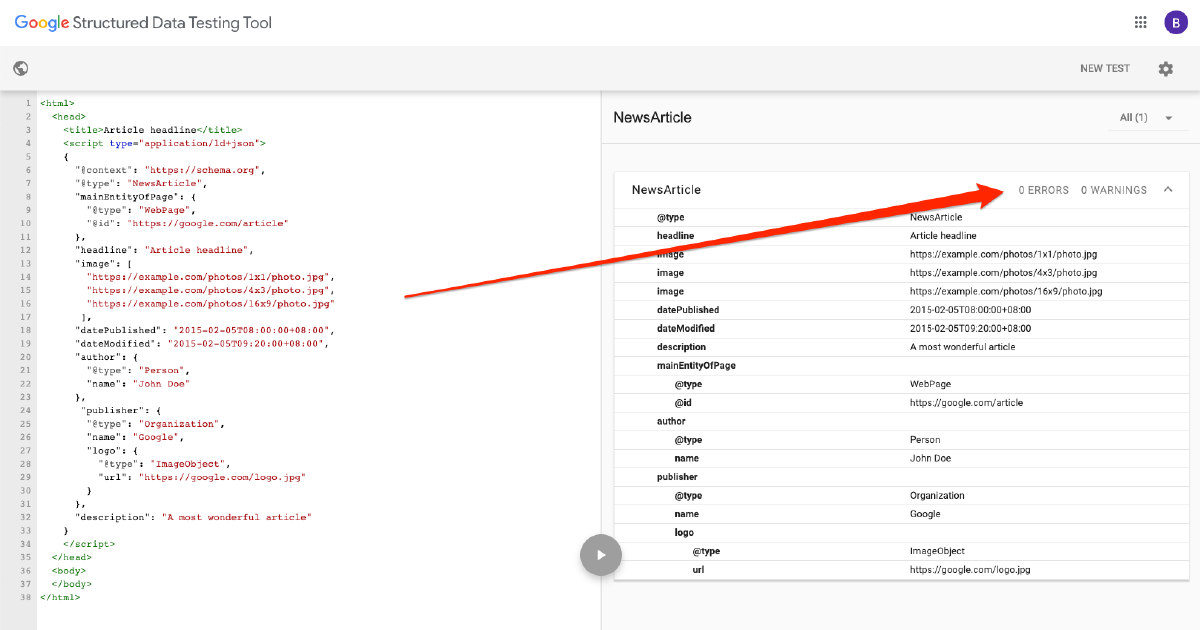 Google Structured Data Testing Tool
B
NEW TEST
1 <html>
2 <head>
3 <title>Article headline</title>
4 <script type="application/ld+json">
5 {
6 "@context": "https://schema.org",
7 "@type": "NewsArticle",
8 "mainEntityOfPage": {
9 "@type": "WebPage",
10 "@id": "https://google.com/article"
11 },
12 "headline": "Article headline",
13 "image": [
14 "https://example.com/photos/1x1/photo.jpg",
15 "https://example.com/photos/4x3/photo.jpg",
16 "https://example.com/photos/16x9/photo.jpg"
17 ],
18 "datePublished": "2015-02-05T08:00:00+08:00",
19 "dateModified": "2015-02-05T09:20:00+08:00",
20 "author": {
21 "@type": "Person",
22 "name": "John Doe"
23 },
24 "publisher": {
25 "@type": "Organization",
26 "name": "Google",
27 "logo": {
28 "@type": "ImageObject",
29 "url": "https://google.com/logo.jpg"
30 }
31 },
32 "description": "A most wonderful article"
33 }
34 </script>
35 </head>
36 <body>
37 </body>
38 </html>
NewsArticle
All (1)
NewsArticle 0 ERRORS 0 WARNINGS
@type NewsArticle
headline Article headline
image https://example.com/photos/1x1/photo.jpg
image https://example.com/photos/4x3/photo.jpg
image https://example.com/photos/16x9/photo.jpg
datePublished 2015-02-05T08:00:00+08:00
dateModified 2015-02-05T09:20:00+08:00
description A most wonderful article
mainEntityOfPage
@type WebPage
@id https://google.com/article
author
@type Person
name John Doe
publisher
@type Organization
name Google
logo
@type ImageObject
url https://google.com/logo.jpg